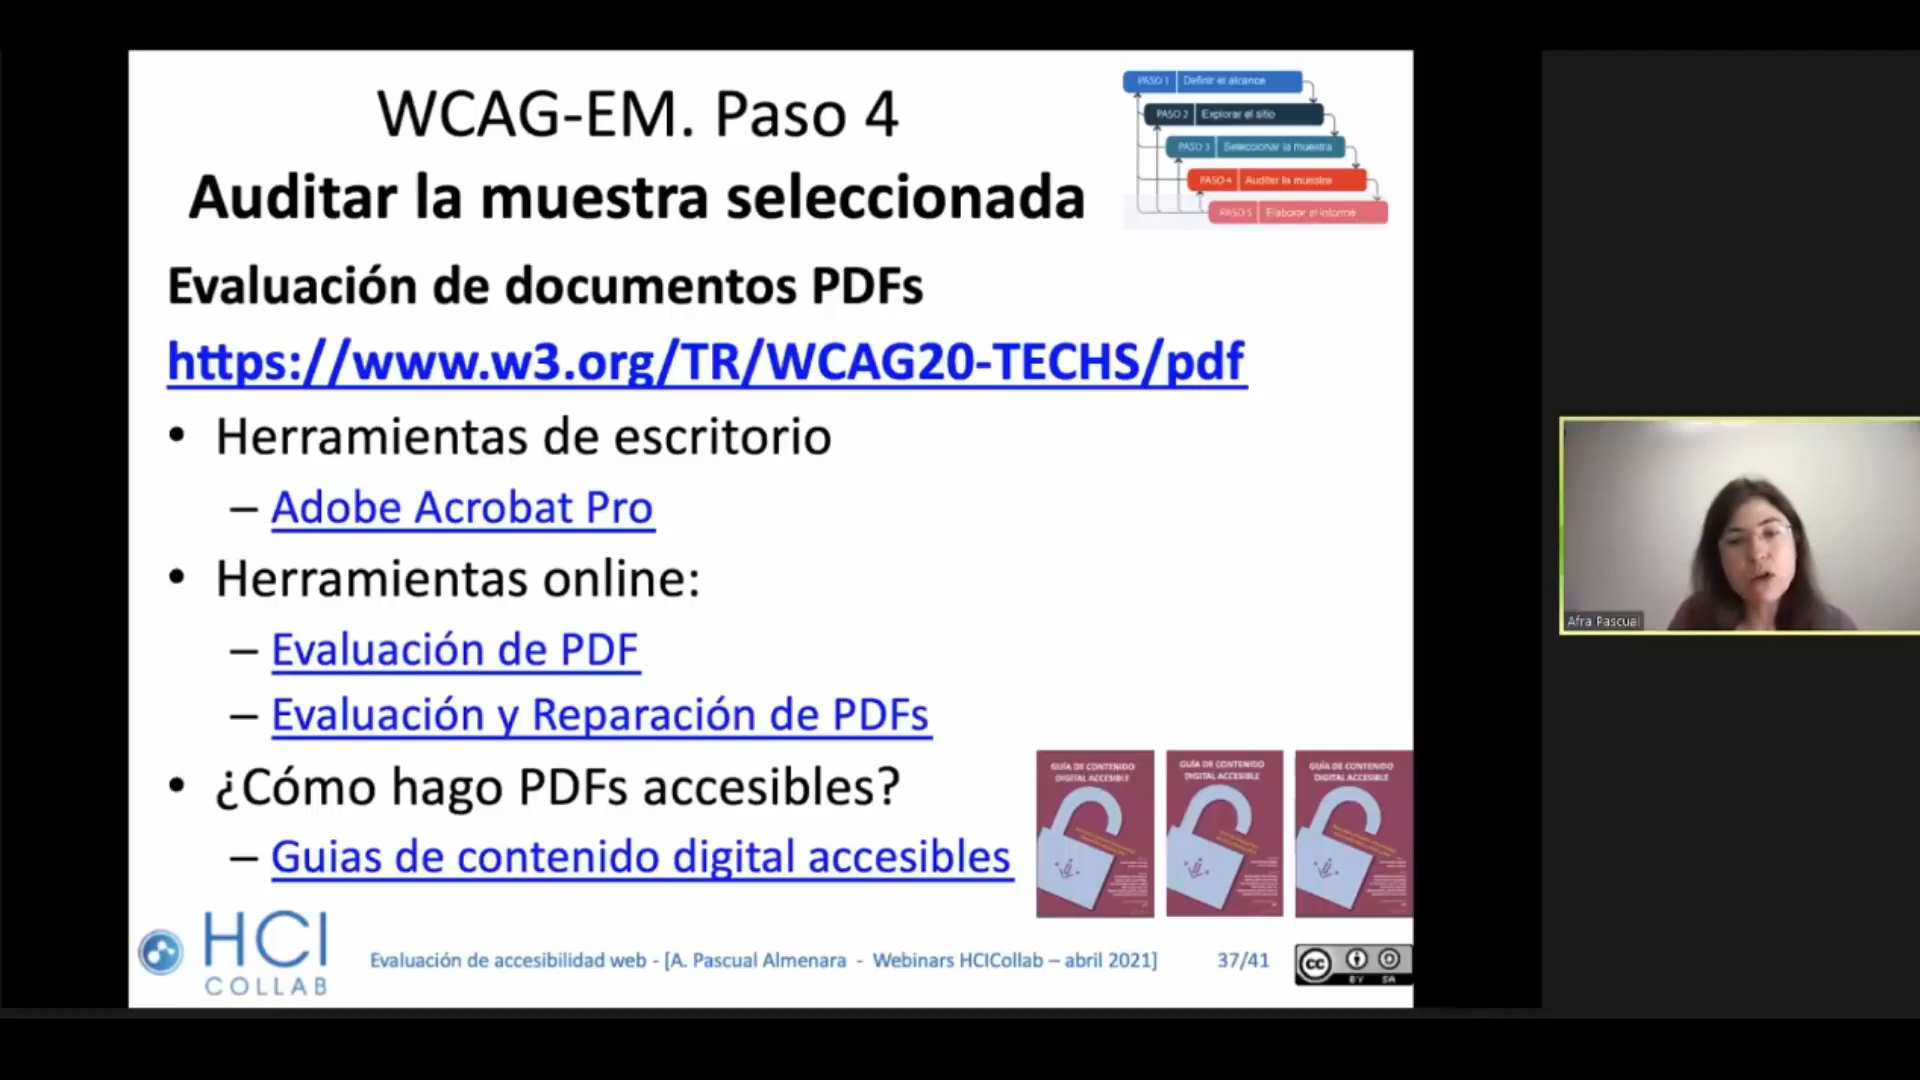 WCAG-EM. Paso 4
Auditar la muestra seleccionada
PASO 1 Definir el alcance
PASO 2 Explorar el sitio
PASO 3 Seleccionar la muestra
PASO 4 Auditar la muestra
PASO 5 Elaborar el informe
Evaluación de documentos PDFs
https://www.w3.org/TR/WCAG20-TECHS/pdf
• Herramientas de escritorio
– Adobe Acrobat Pro
• Herramientas online:
– Evaluación de PDF
– Evaluación y Reparación de PDFs
• ¿Cómo hago PDFs accesibles?
– Guias de contenido digital accesibles
GUÍA DE CONTENIDO
DIGITAL ACCESIBLE
GUÍA DE CONTENIDO
DIGITAL ACCESIBLE
GUÍA DE CONTENIDO
DIGITAL ACCESIBLE
HCI
COLLAB
Evaluación de accesibilidad web - [A. Pascual Almenara - Webinars HCICollab – abril 2021]
37/41
cc
BY SA
Afra Pascual